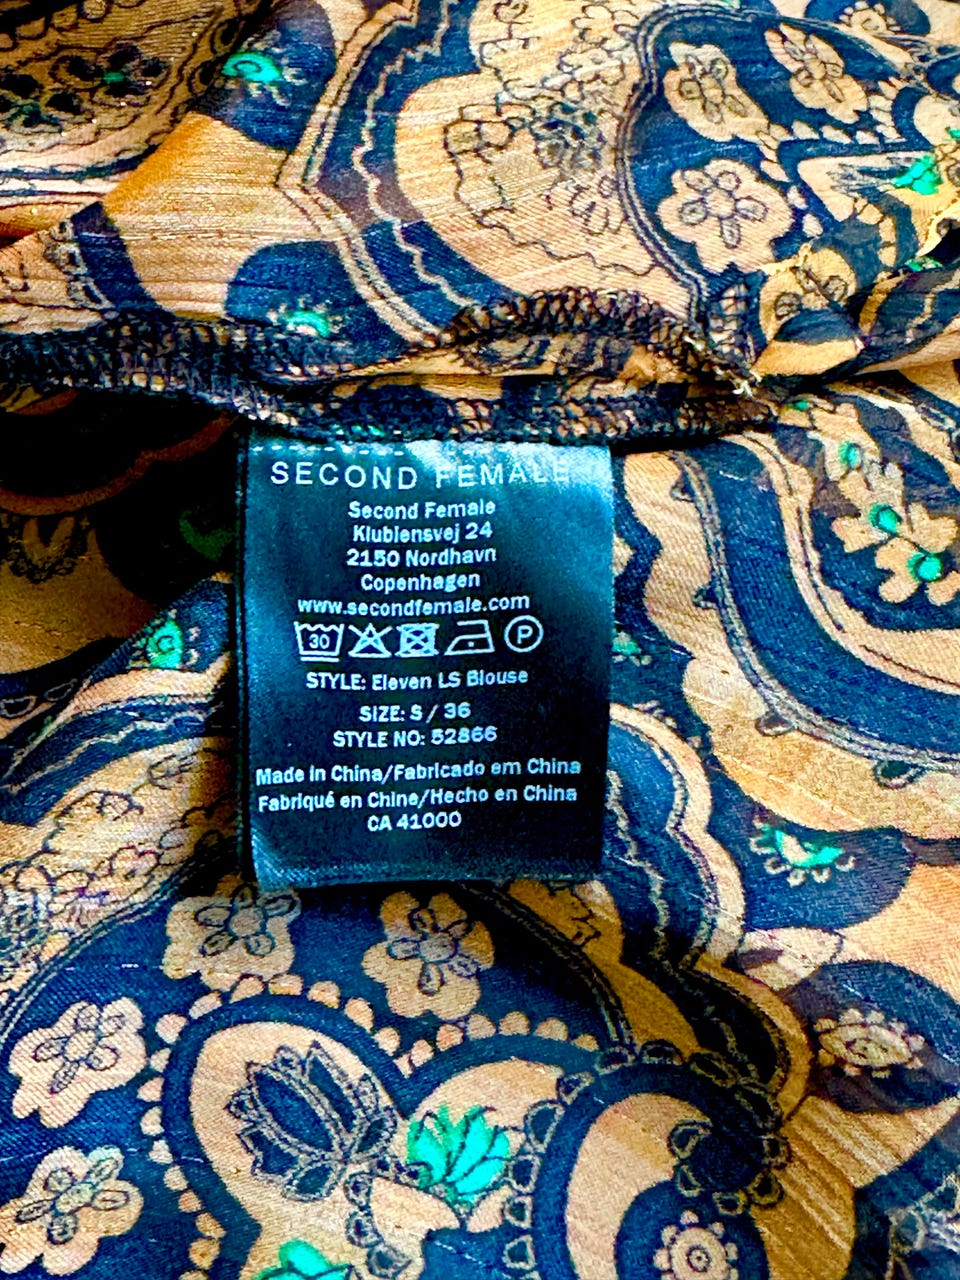 SECOND FEMALE
Second Female
Klubiensvej 24
2150 Nordhavn
Copenhagen
www.secondfemale.com
30 P
STYLE: Eleven LS Blouse
SIZE: S / 36
STYLE NO: 52866
Made in China/Fabricado em China
Fabriqué en Chine/Hecho en China
CA 41000